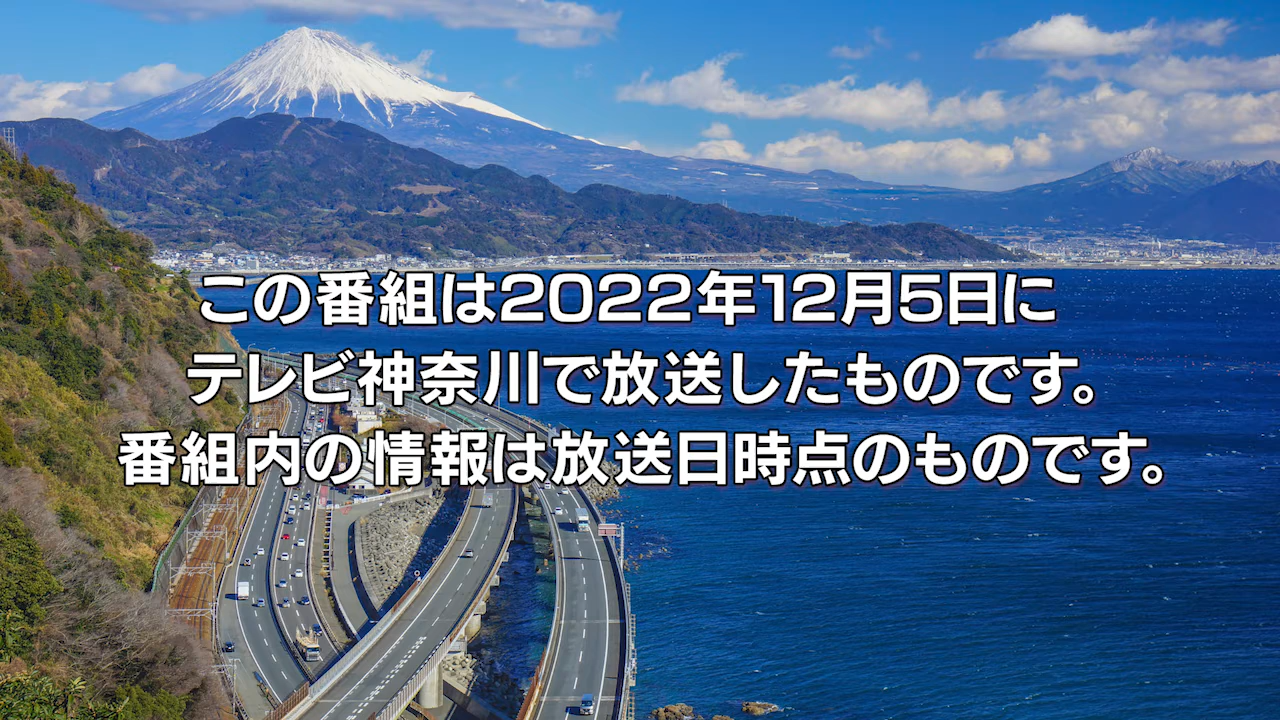 この番組は2022年12月5日に
テレビ神奈川で放送したものです。
番組内の情報は放送日時点のものです。